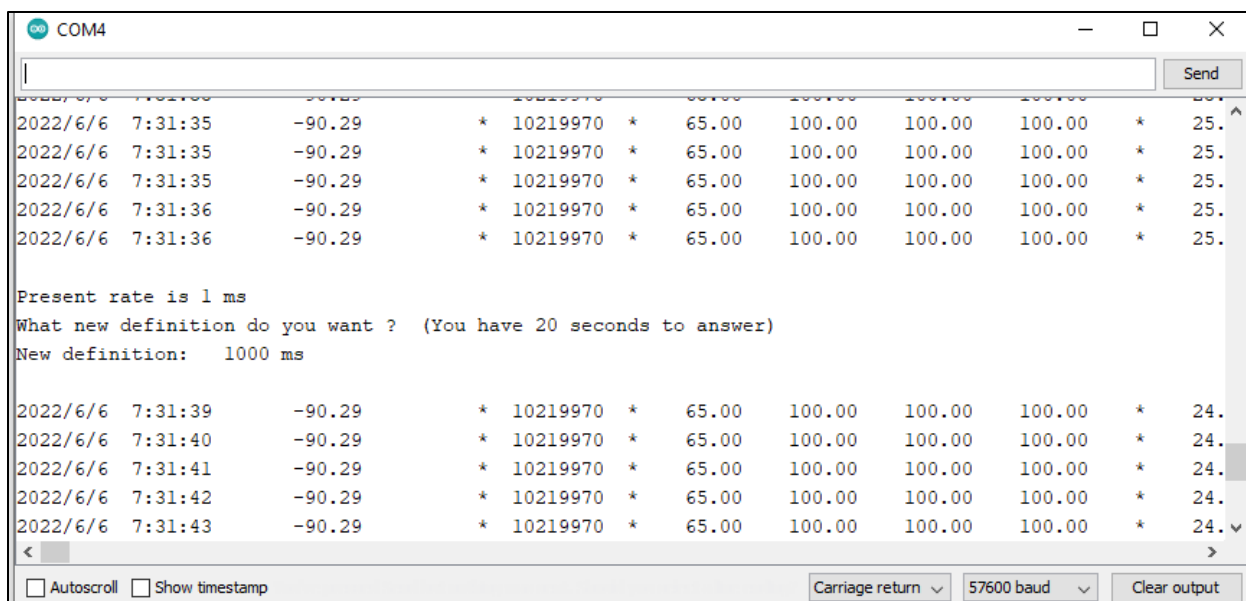 COM4
Send
2022/6/6 7:31:35 -90.29 * 10219970 * 65.00 100.00 100.00 100.00 * 25.
2022/6/6 7:31:35 -90.29 * 10219970 * 65.00 100.00 100.00 100.00 * 25.
2022/6/6 7:31:35 -90.29 * 10219970 * 65.00 100.00 100.00 100.00 * 25.
2022/6/6 7:31:36 -90.29 * 10219970 * 65.00 100.00 100.00 100.00 * 25.
2022/6/6 7:31:36 -90.29 * 10219970 * 65.00 100.00 100.00 100.00 * 25.
Present rate is 1 ms
What new definition do you want ? (You have 20 seconds to answer)
New definition: 1000 ms
2022/6/6 7:31:39 -90.29 * 10219970 * 65.00 100.00 100.00 100.00 * 24.
2022/6/6 7:31:40 -90.29 * 10219970 * 65.00 100.00 100.00 100.00 * 24.
2022/6/6 7:31:41 -90.29 * 10219970 * 65.00 100.00 100.00 100.00 * 24.
2022/6/6 7:31:42 -90.29 * 10219970 * 65.00 100.00 100.00 100.00 * 24.
2022/6/6 7:31:43 -90.29 * 10219970 * 65.00 100.00 100.00 100.00 * 24.
Autoscroll Show timestamp Carriage return 57600 baud Clear output